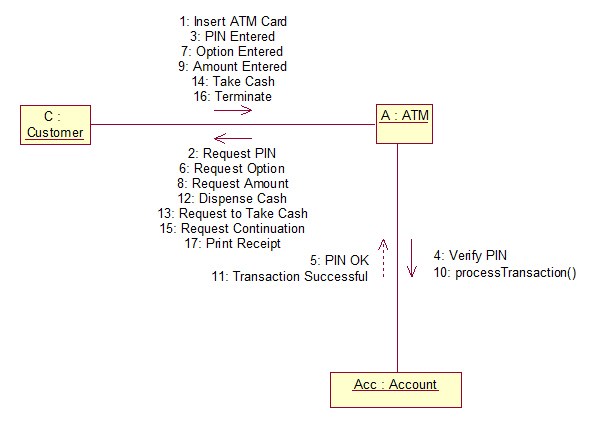 1: Insert ATM Card
3: PIN Entered
7: Option Entered
9: Amount Entered
14: Take Cash
16: Terminate
C :
Customer
A : ATM
2: Request PIN
6: Request Option
8: Request Amount
12: Dispense Cash
13: Request to Take Cash
15: Request Continuation
17: Print Receipt
5: PIN OK
11: Transaction Successful
4: Verify PIN
10: processTransaction()
Acc : Account